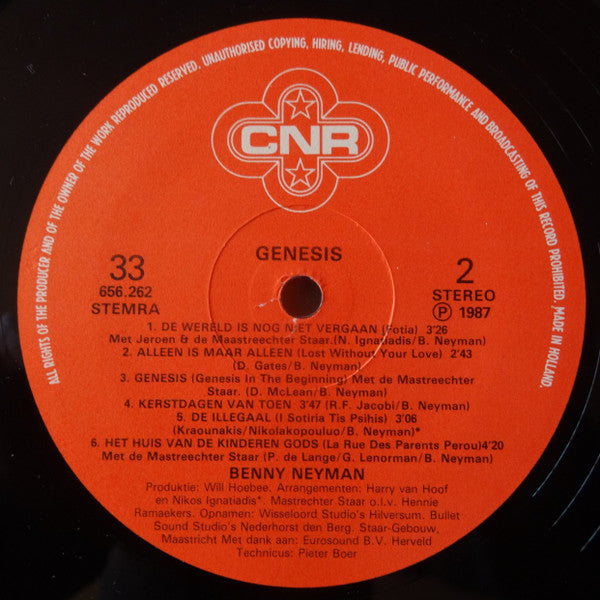 ALL RIGHTS OF THE PRODUCER AND OF THE OWNER OF THE WORK REPRODUCED RESERVED. UNAUTHORISED COPYING, HIRING, LENDING, PUBLIC PERFORMANCE AND BROADCASTING OF THIS RECORD PROHIBITED. MADE IN HOLLAND.
CNR
GENESIS
33
656.262
STEMRA
2
STEREO
Ⓟ 1987
1. DE WERELD IS NOG NIET VERGAAN (Fotia) 3'26
Met Jeroen & de Maastreechter Staar.(N. Ignatiadis/B. Neyman)
2. ALLEEN IS MAAR ALLEEN (Lost Without Your Love) 2'43
(D. Gates/B. Neyman)
3. GENESIS (Genesis In The Beginning) Met de Mastreechter
Staar. (D. McLean/B. Neyman)
4. KERSTDAGEN VAN TOEN 3'47 (R.F. Jacobi/B. Neyman)
5. DE ILLEGAAL (I Sotiria Tis Psihis) 3'06
(Kraounakis/Nikolakopouluo/B. Neyman)*
6. HET HUIS VAN DE KINDEREN GODS (La Rue Des Parents Perou)4'20
Met de Mastreechter Staar (P. de Lange/G. Lenorman/B. Neyman)
BENNY NEYMAN
Produktie: Will Hoebee. Arrangementen: Harry van Hoof
en Nikos Ignatiadis*. Mastrechter Staar o.l.v. Hennie
Ramaekers. Opnamen: Wisseloord Studio's Hilversum. Bullet
Sound Studio's Nederhorst den Berg. Staar-Gebouw,
Maastricht Met dank aan: Eurosound B.V. Herveld
Technicus: Pieter Boer